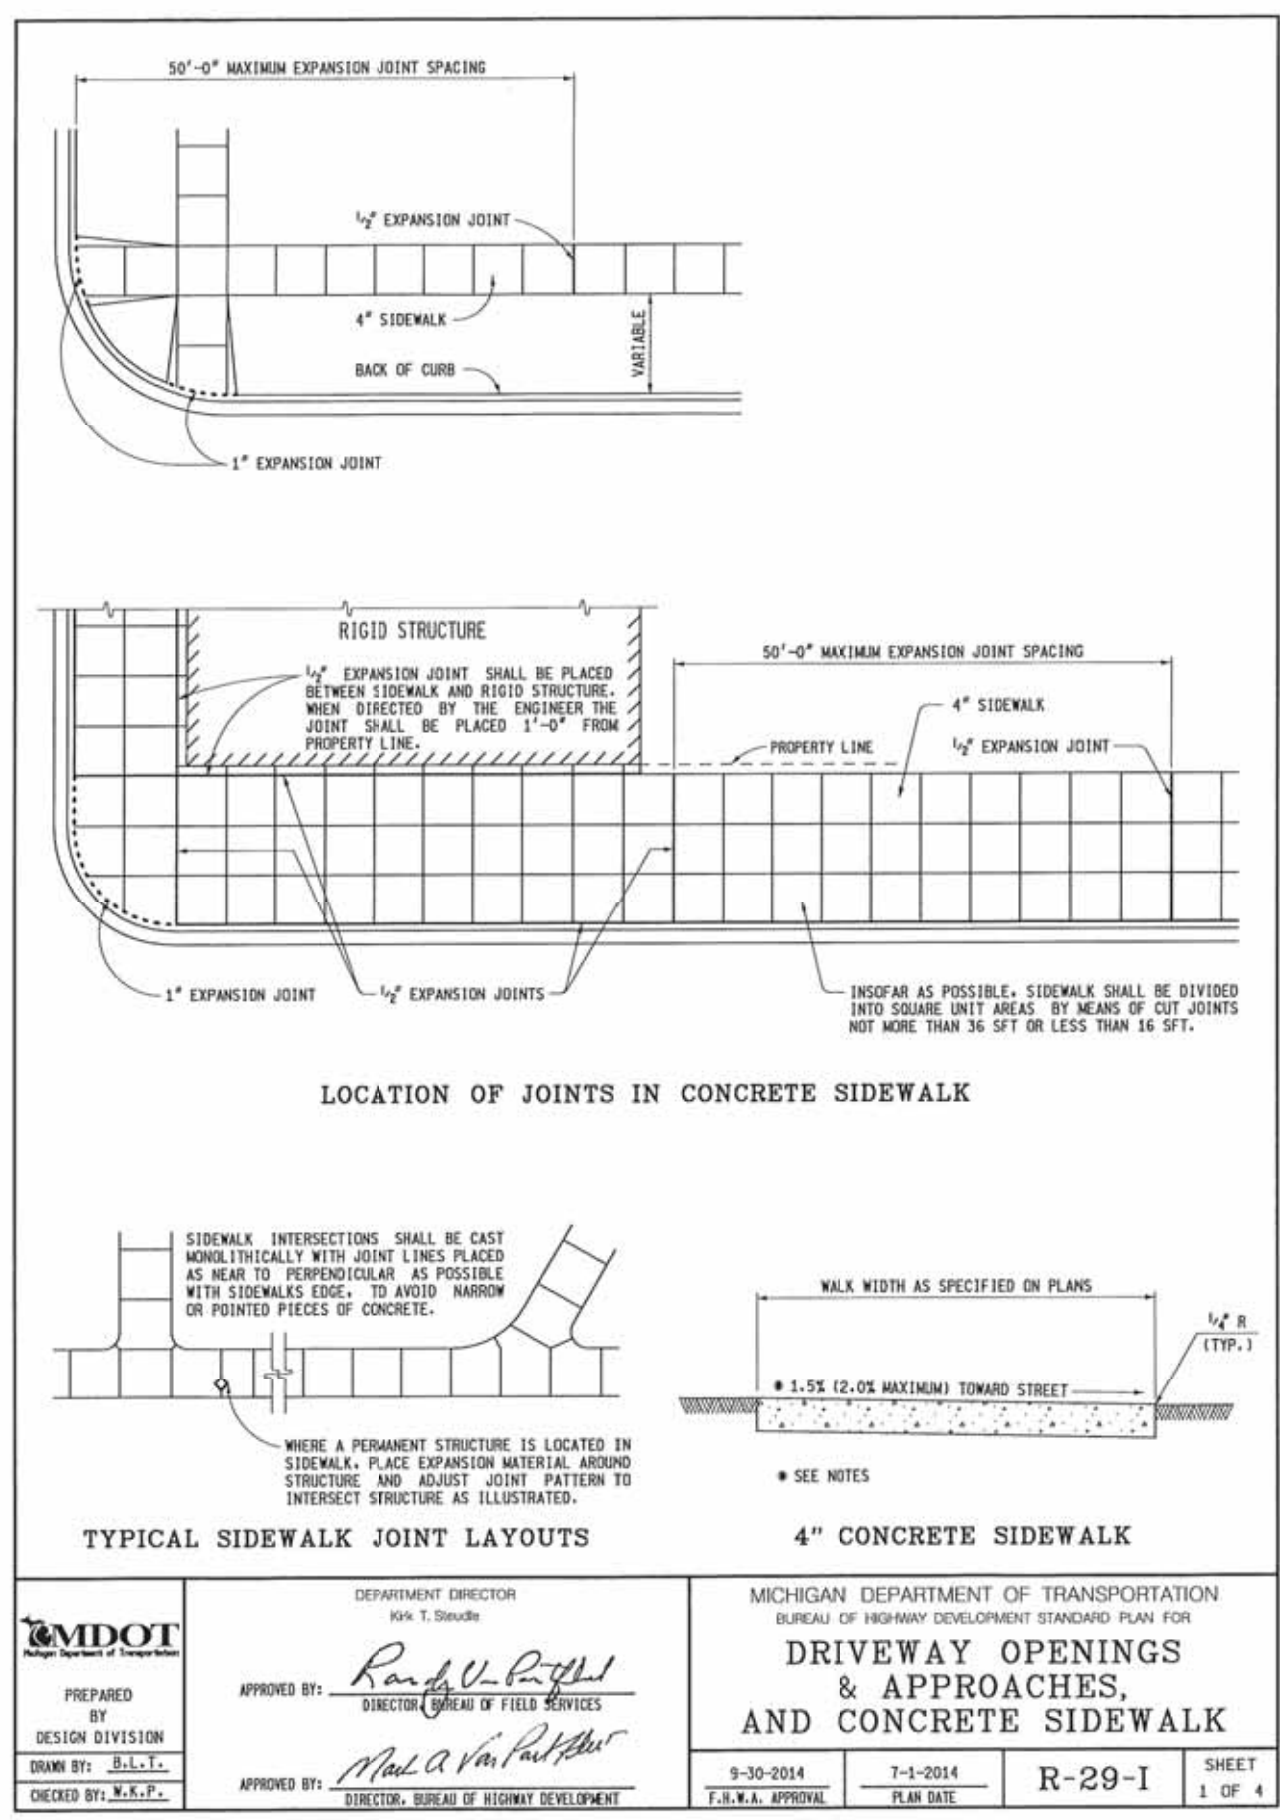 50'-0" MAXIMUM EXPANSION JOINT SPACING
1/2" EXPANSION JOINT
4" SIDEWALK
VARIABLE
BACK OF CURB
1" EXPANSION JOINT
RIGID STRUCTURE
1/2" EXPANSION JOINT SHALL BE PLACED
BETWEEN SIDEWALK AND RIGID STRUCTURE.
WHEN DIRECTED BY THE ENGINEER THE
JOINT SHALL BE PLACED 1'-0" FROM
PROPERTY LINE.
50'-0" MAXIMUM EXPANSION JOINT SPACING
4" SIDEWALK
PROPERTY LINE
1/2" EXPANSION JOINT
1" EXPANSION JOINT
1/2" EXPANSION JOINTS
INSOFAR AS POSSIBLE, SIDEWALK SHALL BE DIVIDED
INTO SQUARE UNIT AREAS BY MEANS OF CUT JOINTS
NOT MORE THAN 36 SFT OR LESS THAN 16 SFT.
LOCATION OF JOINTS IN CONCRETE SIDEWALK
SIDEWALK INTERSECTIONS SHALL BE CAST
MONOLITHICALLY WITH JOINT LINES PLACED
AS NEAR TO PERPENDICULAR AS POSSIBLE
WITH SIDEWALKS EDGE, TO AVOID NARROW
OR POINTED PIECES OF CONCRETE.
WHERE A PERMANENT STRUCTURE IS LOCATED IN
SIDEWALK, PLACE EXPANSION MATERIAL AROUND
STRUCTURE AND ADJUST JOINT PATTERN TO
INTERSECT STRUCTURE AS ILLUSTRATED.
TYPICAL SIDEWALK JOINT LAYOUTS
WALK WIDTH AS SPECIFIED ON PLANS
1/4" R
(TYP.)
* 1.5% (2.0% MAXIMUM) TOWARD STREET
* SEE NOTES
4" CONCRETE SIDEWALK
MDOT
Michigan Department of Transportation
PREPARED
BY
DESIGN DIVISION
DRAWN BY: B.L.T.
CHECKED BY: W.K.P.
DEPARTMENT DIRECTOR
Kirk T. Steudle
APPROVED BY:
DIRECTOR, BUREAU OF FIELD SERVICES
APPROVED BY: Mark A Van Port Fleet
DIRECTOR, BUREAU OF HIGHWAY DEVELOPMENT
MICHIGAN DEPARTMENT OF TRANSPORTATION
BUREAU OF HIGHWAY DEVELOPMENT STANDARD PLAN FOR
DRIVEWAY OPENINGS
& APPROACHES,
AND CONCRETE SIDEWALK
9-30-2014
F.H.W.A. APPROVAL
7-1-2014
PLAN DATE
R-29-I
SHEET
1 OF 4